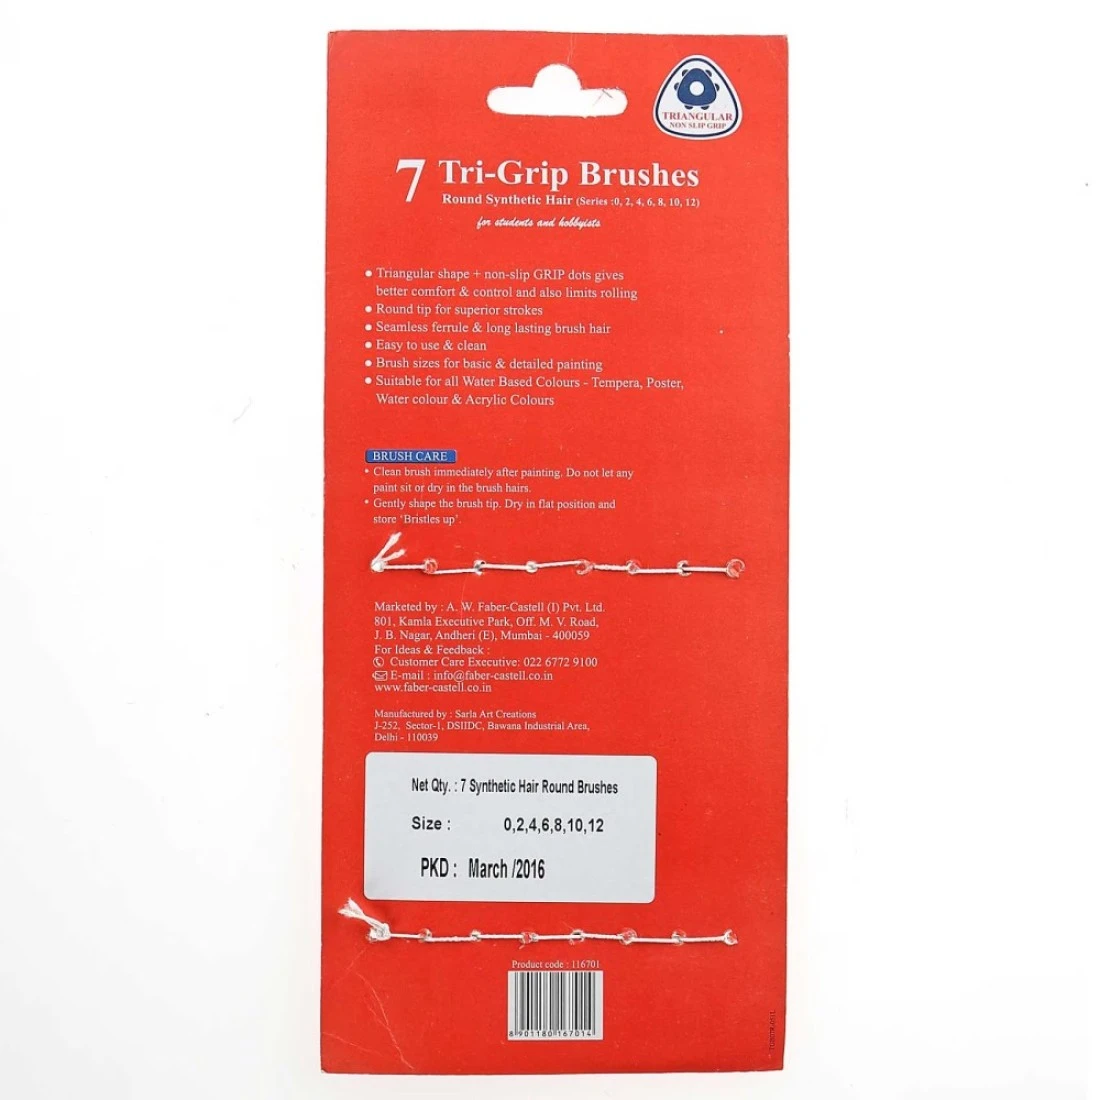 TRIANGULAR
NON SLIP GRIP
7 Tri-Grip Brushes
Round Synthetic Hair (Series :0, 2, 4, 6, 8, 10, 12)
for students and hobbyists
• Triangular shape + non-slip GRIP dots gives
better comfort & control and also limits rolling
• Round tip for superior strokes
• Seamless ferrule & long lasting brush hair
• Easy to use & clean
• Brush sizes for basic & detailed painting
• Suitable for all Water Based Colours - Tempera, Poster,
Water colour & Acrylic Colours
BRUSH CARE
• Clean brush immediately after painting. Do not let any
paint sit or dry in the brush hairs.
• Gently shape the brush tip. Dry in flat position and
store ‘Bristles up’.
Marketed by : A. W. Faber-Castell (I) Pvt. Ltd.
801, Kamla Executive Park, Off. M. V. Road,
J. B. Nagar, Andheri (E), Mumbai - 400059
For Ideas & Feedback :
Customer Care Executive: 022 6772 9100
E-mail : info@faber-castell.co.in
www.faber-castell.co.in
Manufactured by : Sarla Art Creations
J-252, Sector-1, DSIIDC, Bawana Industrial Area,
Delhi - 110039
Net Qty. : 7 Synthetic Hair Round Brushes
Size : 0,2,4,6,8,10,12
PKD : March /2016
Product code : 116701
8 901180 167014